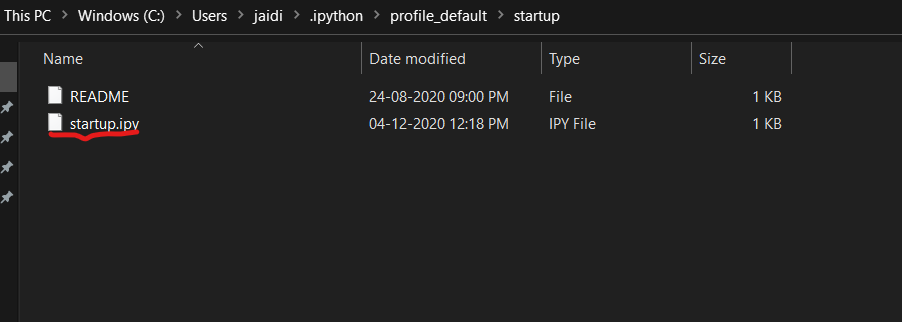 This PC > Windows (C:) > Users > jaidi > .ipython > profile_default > startup
Name Date modified Type Size
README 24-08-2020 09:00 PM File 1 KB
startup.ipy 04-12-2020 12:18 PM IPY File 1 KB